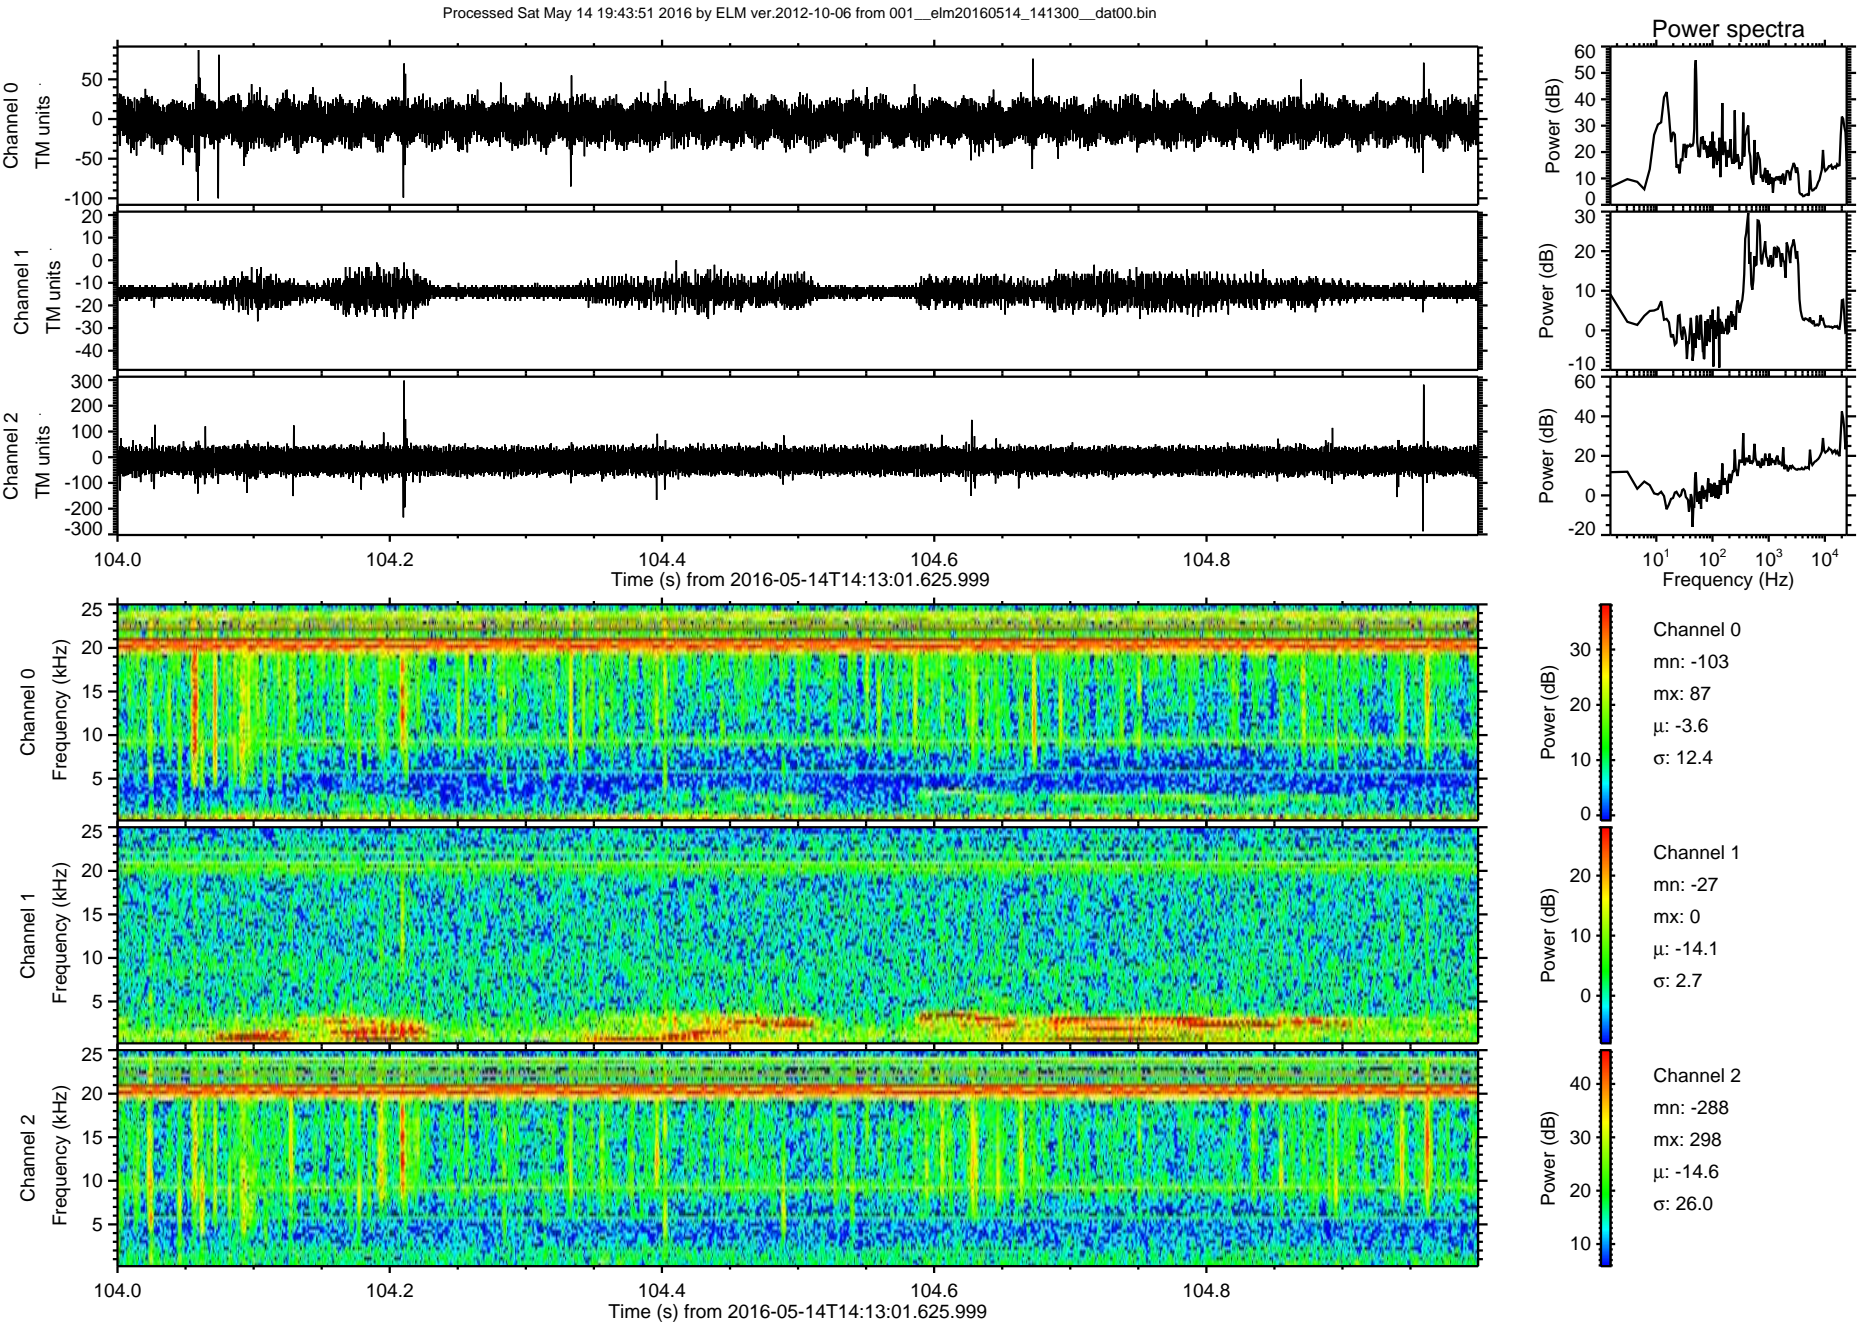 Processed Sat May 14 19:43:51 2016 by ELM ver.2012-10-06 from 001__elm20160514_141300__dat00.bin
Power spectra
Channel 0
TM units
50
0
-50
-100
Power (dB)
60
50
40
30
20
10
0
Channel 1
TM units
20
10
0
-10
-20
-30
-40
Power (dB)
30
20
10
0
-10
Channel 2
TM units
300
200
100
0
-100
-200
-300
Power (dB)
60
40
20
0
-20
104.0 104.2 104.4 104.6 104.8
Time (s) from 2016-05-14T14:13:01.625.999
10¹ 10² 10³ 10⁴
Frequency (Hz)
Channel 0
Frequency (kHz)
25
20
15
10
5
Power (dB)
30
20
10
0
Channel 0
mn: -103
mx: 87
μ: -3.6
σ: 12.4
Channel 1
Frequency (kHz)
25
20
15
10
5
Power (dB)
20
10
0
Channel 1
mn: -27
mx: 0
μ: -14.1
σ: 2.7
Channel 2
Frequency (kHz)
25
20
15
10
5
Power (dB)
40
30
20
10
Channel 2
mn: -288
mx: 298
μ: -14.6
σ: 26.0
104.0 104.2 104.4 104.6 104.8
Time (s) from 2016-05-14T14:13:01.625.999